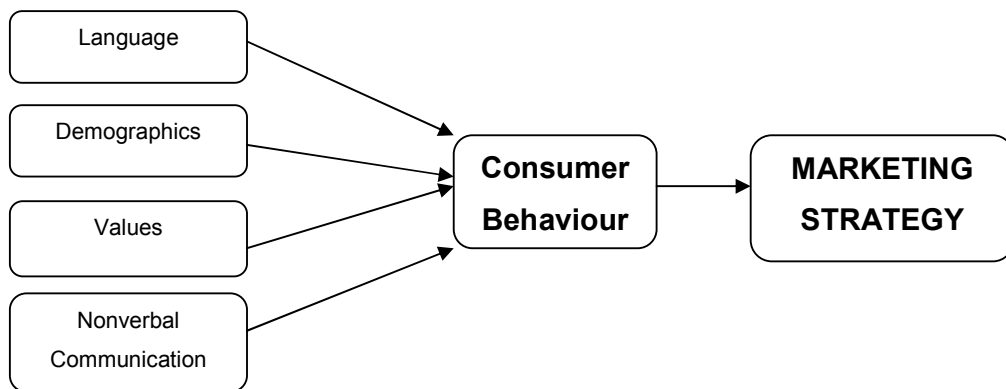 Language
Demographics
Values
Nonverbal
Communication
Consumer
Behaviour
MARKETING
STRATEGY